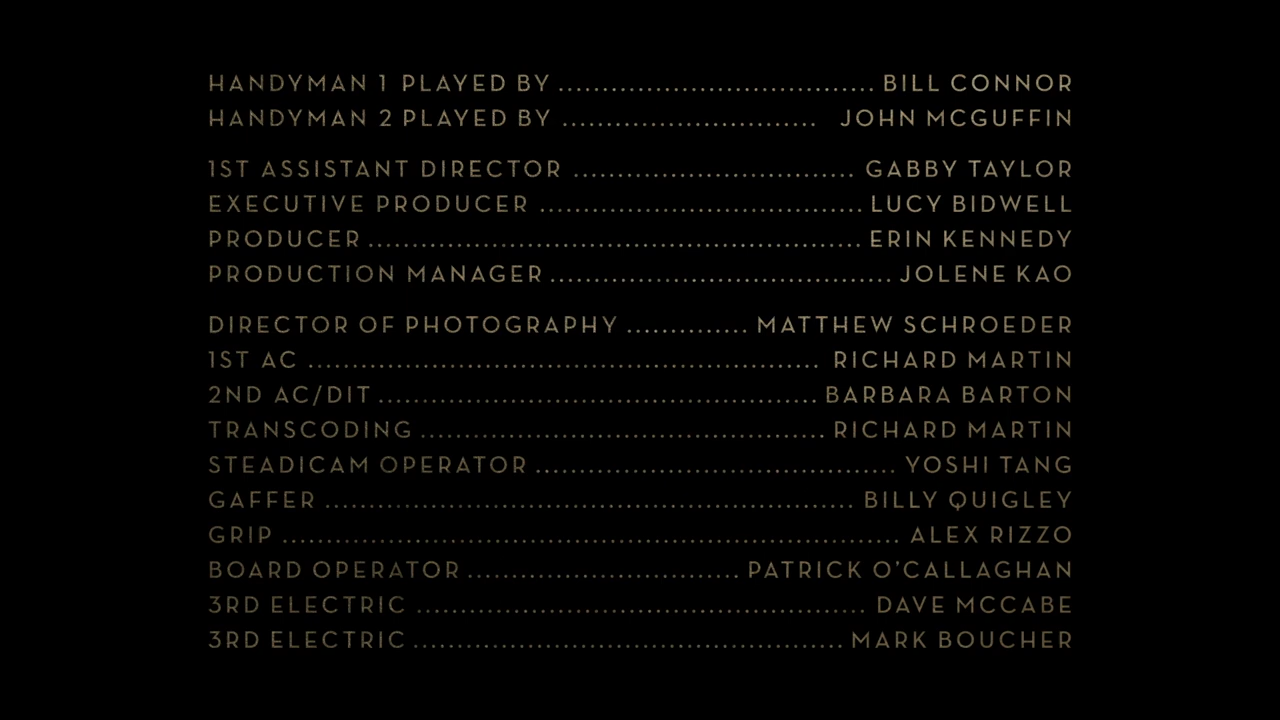 HANDYMAN 1 PLAYED BY ........................................ BILL CONNOR
HANDYMAN 2 PLAYED BY ............................. JOHN MCGUFFIN
1ST ASSISTANT DIRECTOR ................................ GABBY TAYLOR
EXECUTIVE PRODUCER ..................................... LUCY BIDWELL
PRODUCER ........................................................ ERIN KENNEDY
PRODUCTION MANAGER ....................................... JOLENE KAO
DIRECTOR OF PHOTOGRAPHY .............. MATTHEW SCHROEDER
1ST AC .......................................................... RICHARD MARTIN
2ND AC/DIT .................................................. BARBARA BARTON
TRANSCODING .............................................. RICHARD MARTIN
STEADICAM OPERATOR ......................................... YOSHI TANG
GAFFER ............................................................ BILLY QUIGLEY
GRIP ...................................................................... ALEX RIZZO
BOARD OPERATOR ............................... PATRICK O’CALLAGHAN
3RD ELECTRIC ................................................... DAVE MCCABE
3RD ELECTRIC ................................................. MARK BOUCHER